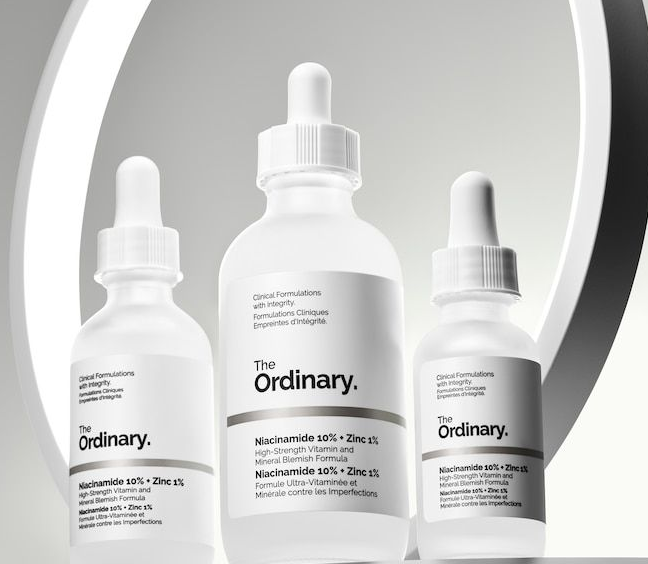 Clinical Formulations
with Integrity.
Formulations Cliniques
Empreintes d'Intégrité.
The
Ordinary.
Niacinamide 10% + Zinc 1%
High-Strength Vitamin and
Mineral Blemish Formula
Niacinamide 10% + Zinc 1%
Formule Ultra-Vitaminée et
Minérale contre les Imperfections
Clinical Formulations
with Integrity.
Formulations Cliniques
Empreintes d'Intégrité.
The
Ordinary.
Niacinamide 10% + Zinc 1%
High-Strength Vitamin and
Mineral Blemish Formula
Niacinamide 10% + Zinc 1%
Formule Ultra-Vitaminée et
Minérale contre les Imperfections
Clinical Formulations
with Integrity.
Formulations Cliniques
Empreintes d'Intégrité.
The
Ordinary.
Niacinamide 10% + Zinc 1%
High-Strength Vitamin and
Mineral Blemish Formula
Niacinamide 10% + Zinc 1%
Formule Ultra-Vitaminée et
Minérale contre les Imperfections